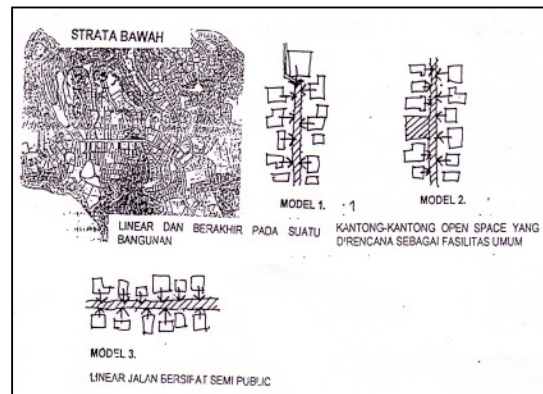 STRATA BAWAH
MODEL 1.
1
MODEL 2.
LINEAR DAN BERAKHIR PADA SUATU
BANGUNAN
KANTONG-KANTONG OPEN SPACE YANG
DIRENCANA SEBAGAI FASILITAS UMUM
MODEL 3.
LINEAR JALAN BERSIFAT SEMI PUBLIC